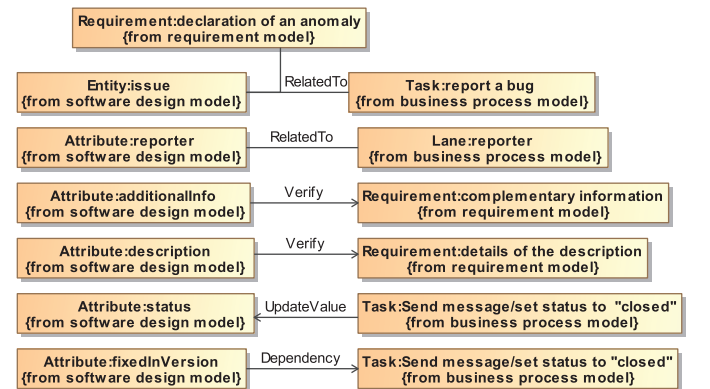 Requirement:declaration of an anomaly
{from requirement model}
Entity:issue
{from software design model}
RelatedTo
Task:report a bug
{from business process model}
Attribute:reporter
{from software design model}
RelatedTo
Lane:reporter
{from business process model}
Attribute:additionalInfo
{from software design model}
Verify
Requirement:complementary information
{from requirement model}
Attribute:description
{from software design model}
Verify
Requirement:details of the description
{from requirement model}
Attribute:status
{from software design model}
UpdateValue
Task:Send message/set status to "closed"
{from business process model}
Attribute:fixedInVersion
{from software design model}
Dependency
Task:Send message/set status to "closed"
{from business process model}